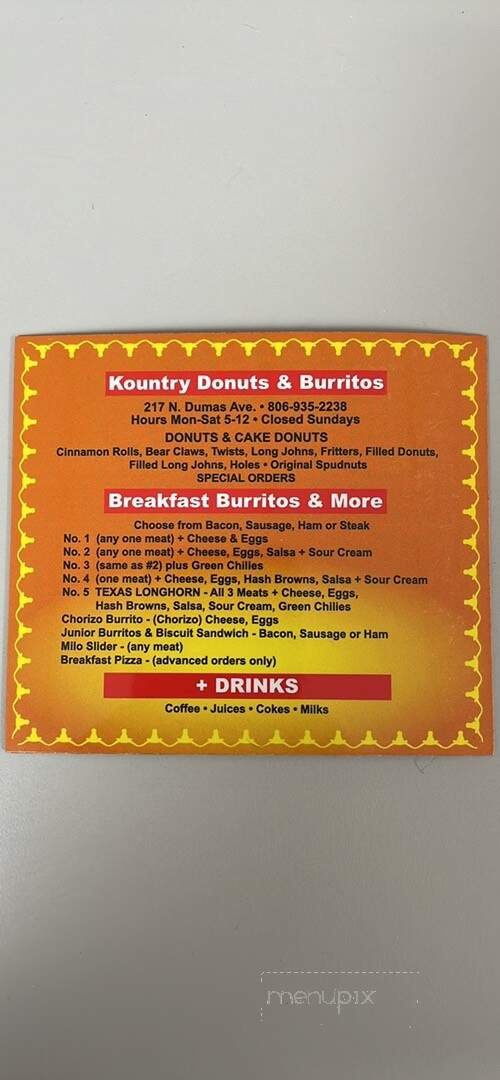 Kountry Donuts & Burritos
217 N. Dumas Ave. • 806-935-2238
Hours Mon-Sat 5-12 • Closed Sundays
DONUTS & CAKE DONUTS
Cinnamon Rolls, Bear Claws, Twists, Long Johns, Fritters, Filled Donuts,
Filled Long Johns, Holes • Original Spudnuts
SPECIAL ORDERS
Breakfast Burritos & More
Choose from Bacon, Sausage, Ham or Steak
No. 1 (any one meat) + Cheese & Eggs
No. 2 (any one meat) + Cheese, Eggs, Salsa + Sour Cream
No. 3 (same as #2) plus Green Chilies
No. 4 (one meat) + Cheese, Eggs, Hash Browns, Salsa + Sour Cream
No. 5 TEXAS LONGHORN - All 3 Meats + Cheese, Eggs,
Hash Browns, Salsa, Sour Cream, Green Chilies
Chorizo Burrito - (Chorizo) Cheese, Eggs
Junior Burritos & Biscuit Sandwich - Bacon, Sausage or Ham
Milo Slider - (any meat)
Breakfast Pizza - (advanced orders only)
+ DRINKS
Coffee • Juices • Cokes • Milks
menupix